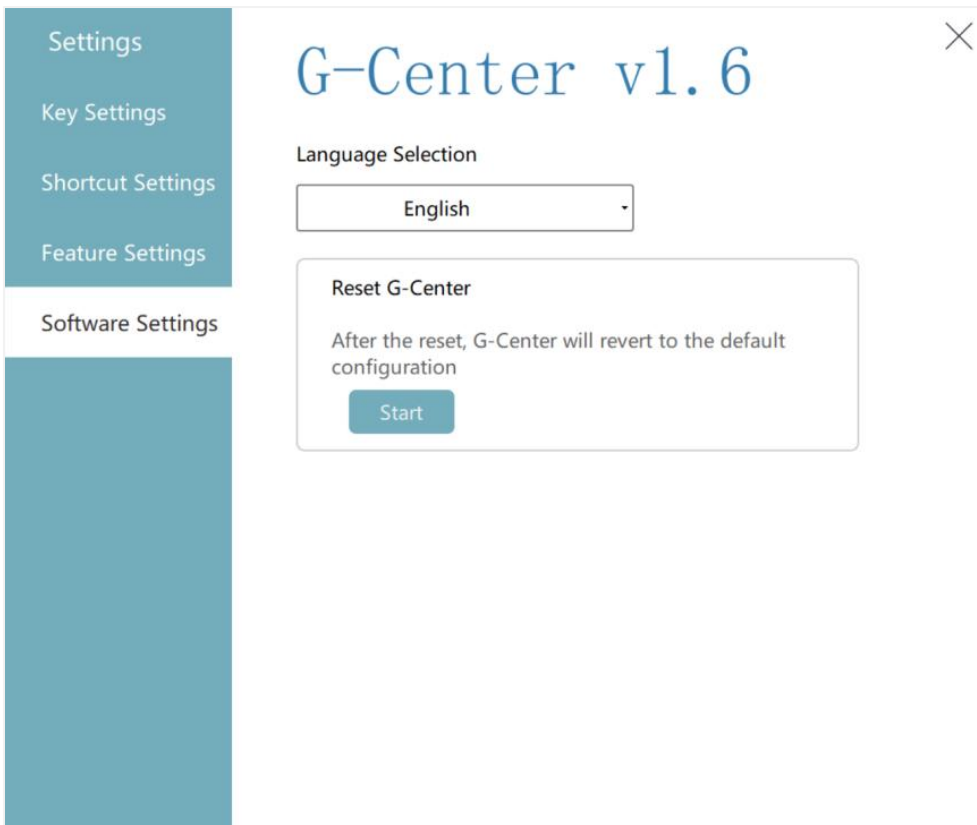 Settings
Key Settings
Shortcut Settings
Feature Settings
Software Settings
G-Center v1.6
Language Selection
English
Reset G-Center
After the reset, G-Center will revert to the default
configuration
Start